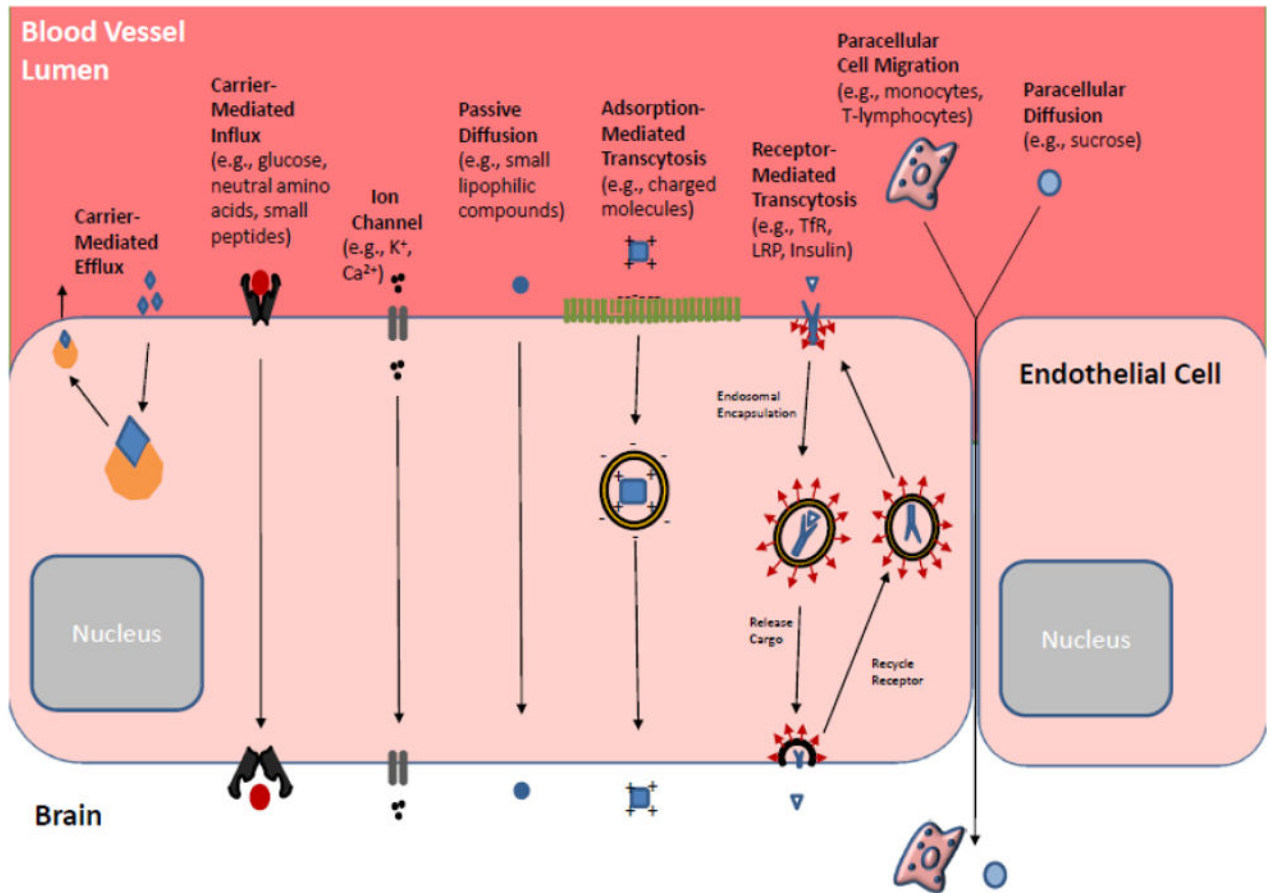 Blood Vessel
Lumen
Carrier-
Mediated
Efflux
Carrier-
Mediated
Influx
(e.g., glucose,
neutral amino
acids, small
peptides)
Ion
Channel
(e.g., K⁺,
Ca²⁺)
Passive
Diffusion
(e.g., small
lipophilic
compounds)
Adsorption-
Mediated
Transcytosis
(e.g., charged
molecules)
Receptor-
Mediated
Transcytosis
(e.g., TfR,
LRP, Insulin)
Paracellular
Cell Migration
(e.g., monocytes,
T-lymphocytes)
Paracellular
Diffusion
(e.g., sucrose)
Endothelial Cell
Endosomal
Encapsulation
Release
Cargo
Recycle
Receptor
Nucleus
Nucleus
Brain